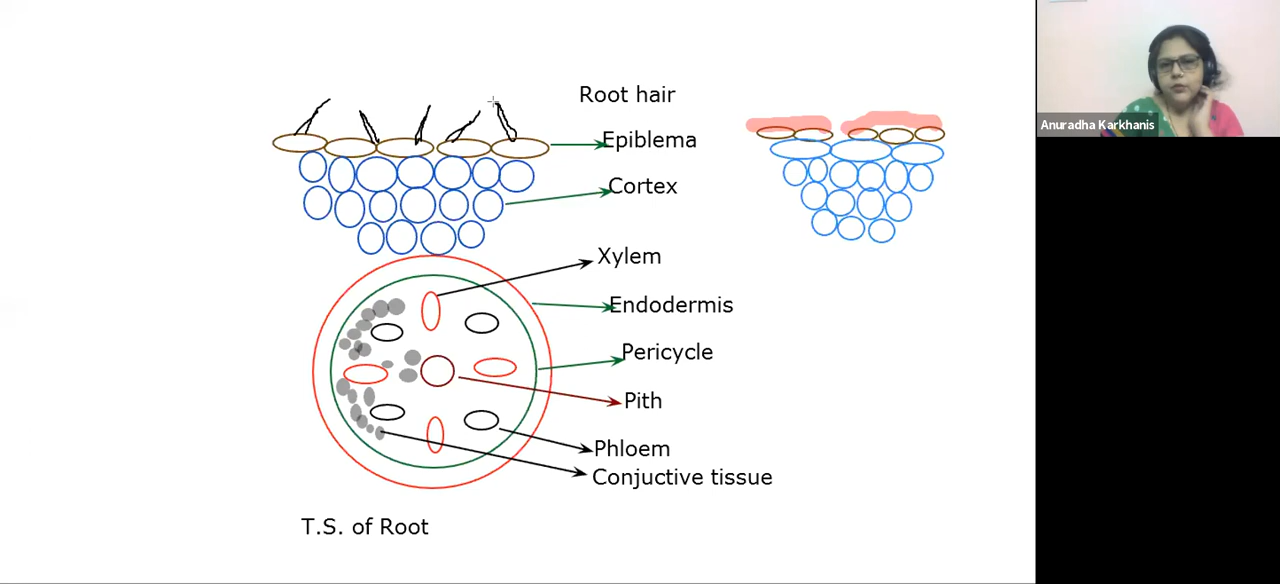 Root hair
Epiblema
Cortex
Xylem
Endodermis
Pericycle
Pith
Phloem
Conjuctive tissue
T.S. of Root
Anuradha Karkhanis